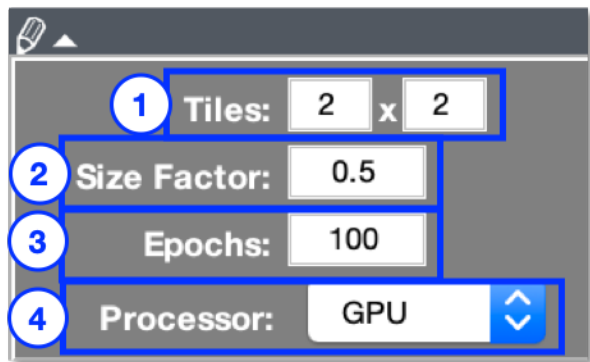 1 Tiles: 2 x 2
2 Size Factor: 0.5
3 Epochs: 100
4 Processor: GPU